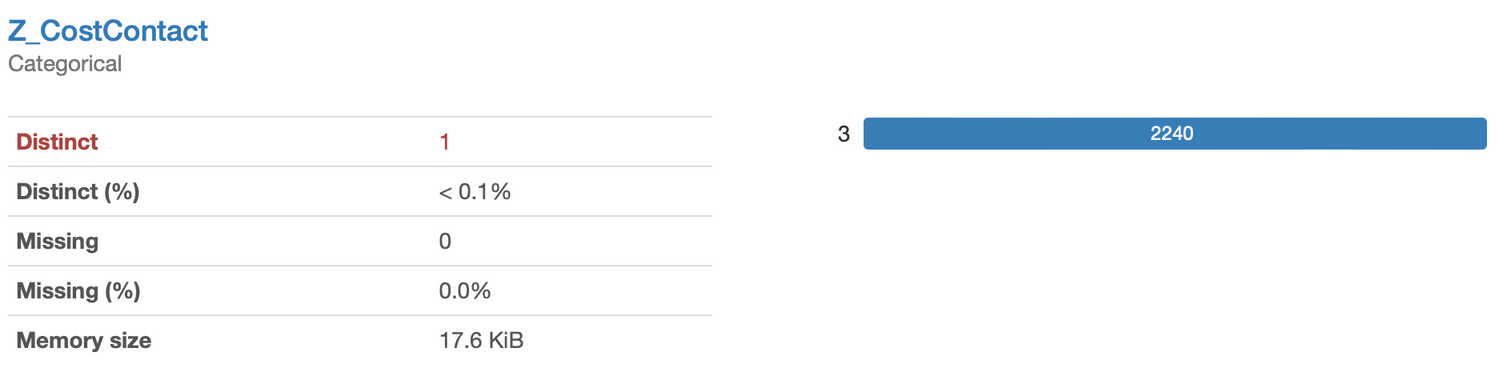 Z_CostContact
Categorical
Distinct 1
Distinct (%) < 0.1%
Missing 0
Missing (%) 0.0%
Memory size 17.6 KiB
3 2240